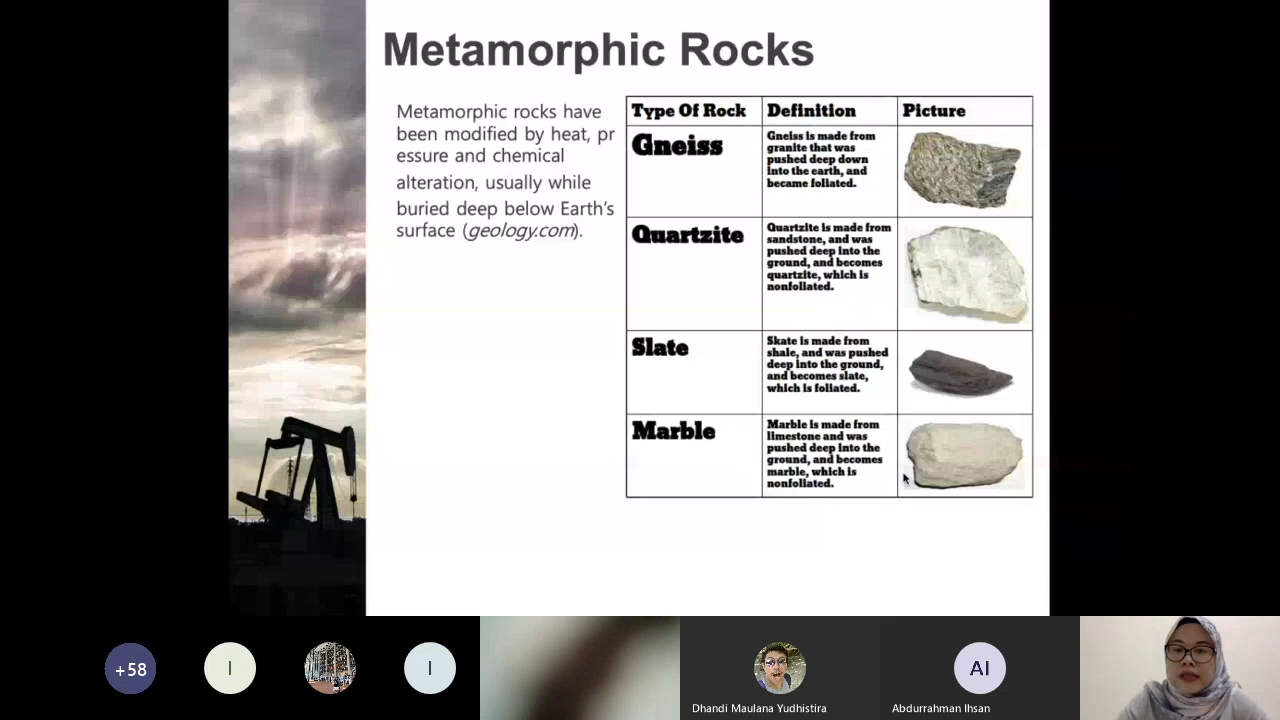 Metamorphic Rocks
Metamorphic rocks have
been modified by heat, pr
essure and chemical
alteration, usually while
buried deep below Earth's
surface (geology.com).
Type Of Rock
Definition
Picture
Gneiss
Gneiss is made from
granite that was
pushed deep down
into the earth, and
became foliated.
Quartzite
Quartzite is made from
sandstone, and was
pushed deep into the
ground, and becomes
quartzite, which is
nonfoliated.
Slate
Skate is made from
shale, and was pushed
deep into the ground,
and becomes slate,
which is foliated.
Marble
Marble is made from
limestone and was
pushed deep into the
ground, and becomes
marble, which is
nonfoliated.
+58
I
I
AI
Dhandi Maulana Yudhistira
Abdurrahman Ihsan